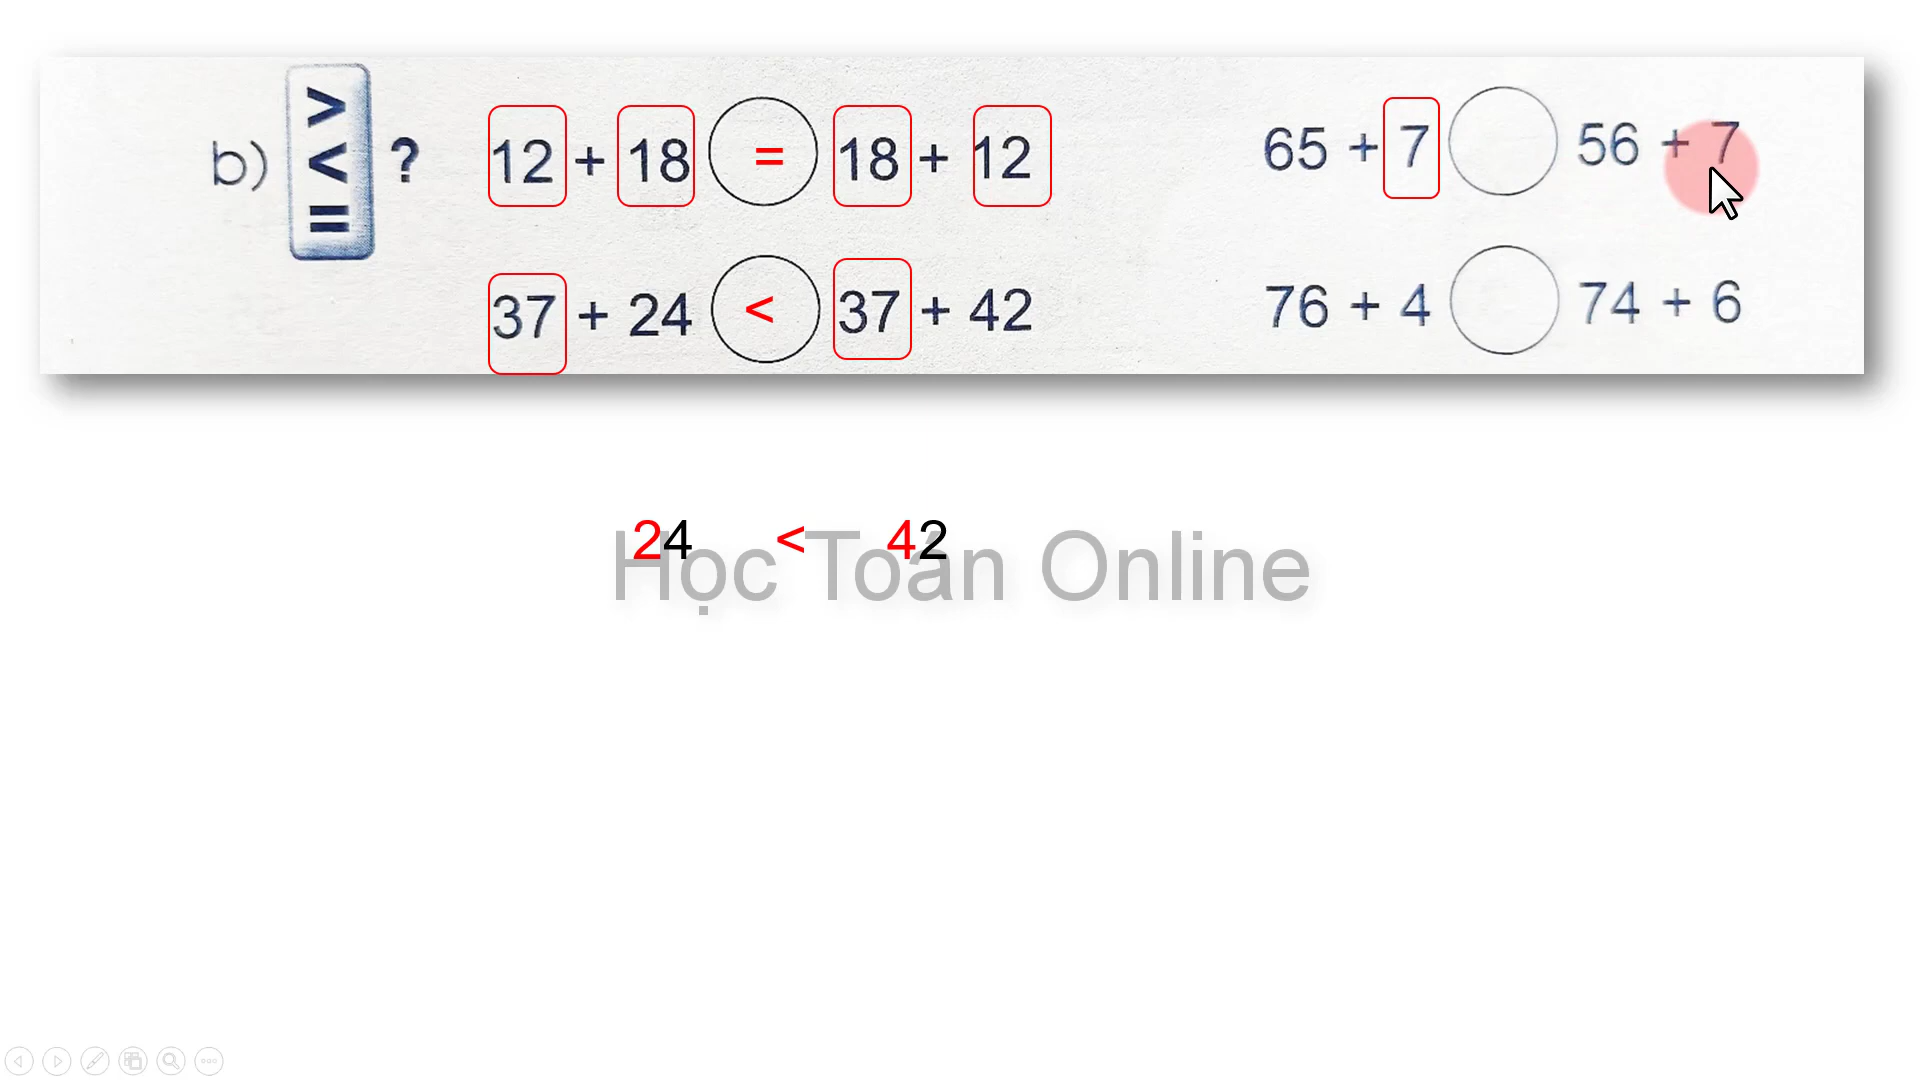 b) > < = ? 12 + 18 = 18 + 12 65 + 7 56 + 7
37 + 24 < 37 + 42 76 + 4 74 + 6
24 < 42
Học Toán Online